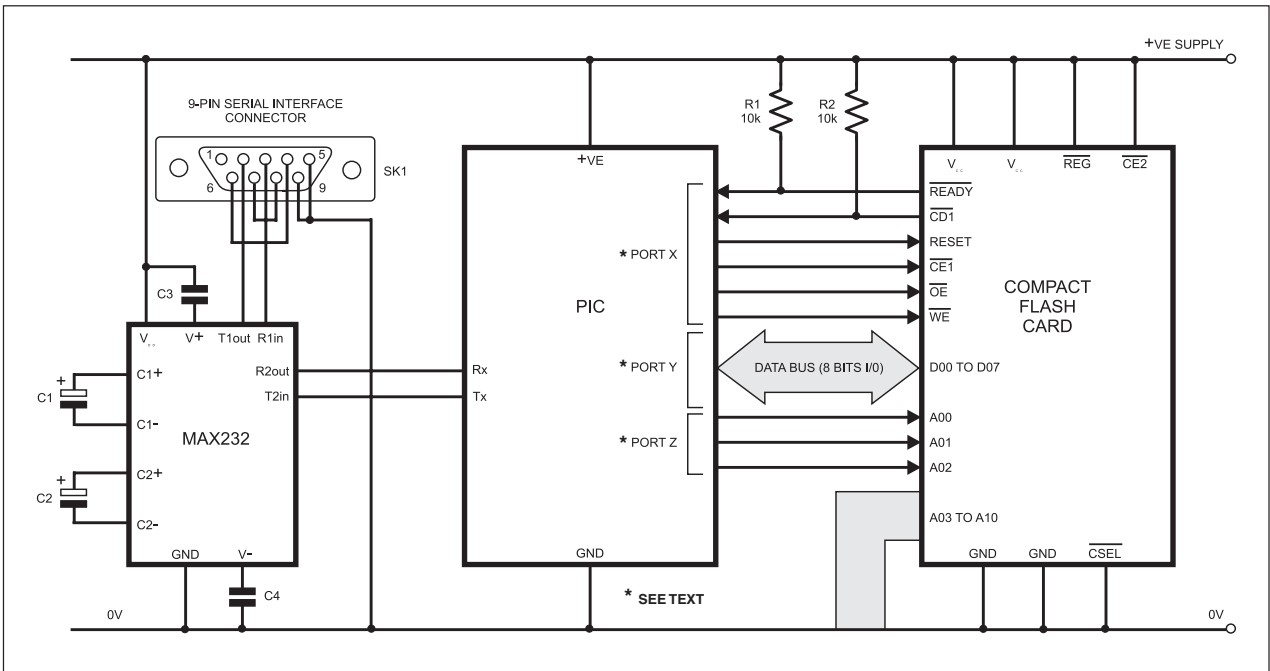 +VE SUPPLY
9-PIN SERIAL INTERFACE
CONNECTOR
1
5
6
9
SK1
R1
10k
R2
10k
+VE
V
V
REG
CE2
READY
CD1
RESET
CE1
OE
WE
* PORT X
PIC
COMPACT
FLASH
CARD
C3
V
V+
T1out
R1in
C1+
C1
C1-
R2out
T2in
Rx
Tx
* PORT Y
DATA BUS (8 BITS I/0)
D00 TO D07
MAX232
* PORT Z
A00
A01
A02
C2+
C2
C2-
A03 TO A10
GND
V-
GND
GND
GND
CSEL
C4
* SEE TEXT
0V
0V